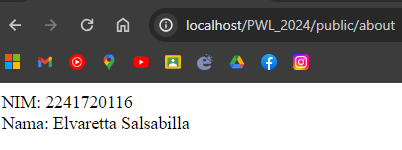 localhost/PWL_2024/public/about
NIM: 2241720116
Nama: Elvaretta Salsabilla